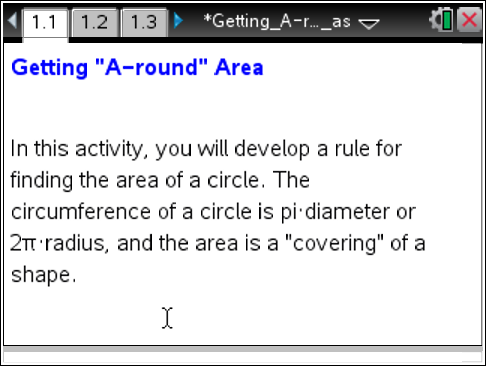 1.1 1.2 1.3 *Getting_A-r…_as
Getting "A-round" Area
In this activity, you will develop a rule for
finding the area of a circle. The
circumference of a circle is pi·diameter or
2π·radius, and the area is a "covering" of a
shape.